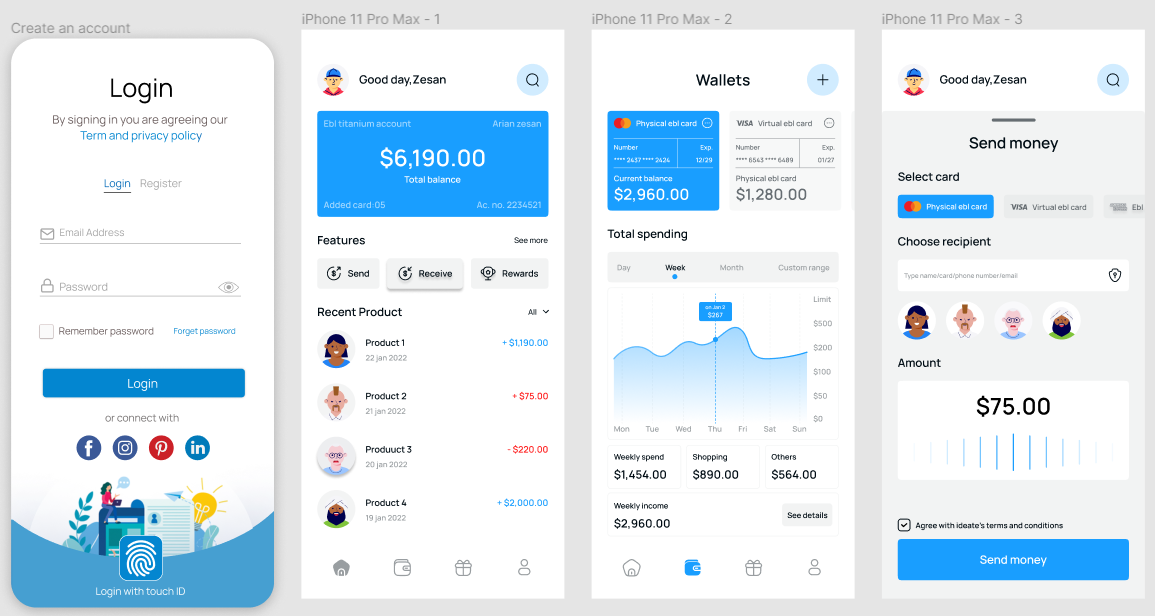 Create an account
Login
By signing in you are agreeing our
Term and privacy policy
Login Register
Email Address
Password
Remember password Forget password
Login
or connect with
f in
Login with touch ID
iPhone 11 Pro Max - 1
Good day,Zesan
Ebl titanium account Arian zesan
$6,190.00
Total balance
Added card:05 Ac. no. 2234521
Features See more
Send Receive Rewards
Recent Product All
Product 1 + $1,190.00
22 jan 2022
Product 2 + $75.00
21 jan 2022
Product 3 - $220.00
20 jan 2022
Product 4 + $2,000.00
19 jan 2022
iPhone 11 Pro Max - 2
Wallets
Physical ebl card
Number Exp.
**** 2437 **** 2424 12/29
Current balance
$2,960.00
VISA Virtual ebl card
Number Exp.
**** 6543 **** 6489 01/27
Physical ebl card
$1,280.00
Total spending
Day Week Month Custom range
Limit
on Jan 2
$267
$500
$200
$100
$50
$0
Mon Tue Wed Thu Fri Sat Sun
Weekly spend Shopping Others
$1,454.00 $890.00 $564.00
Weekly income
$2,960.00
See details
iPhone 11 Pro Max - 3
Good day,Zesan
Send money
Select card
Physical ebl card VISA Virtual ebl card Ebl
Choose recipient
Type name/card/phone number/email
Amount
$75.00
Agree with ideate's terms and conditions
Send money